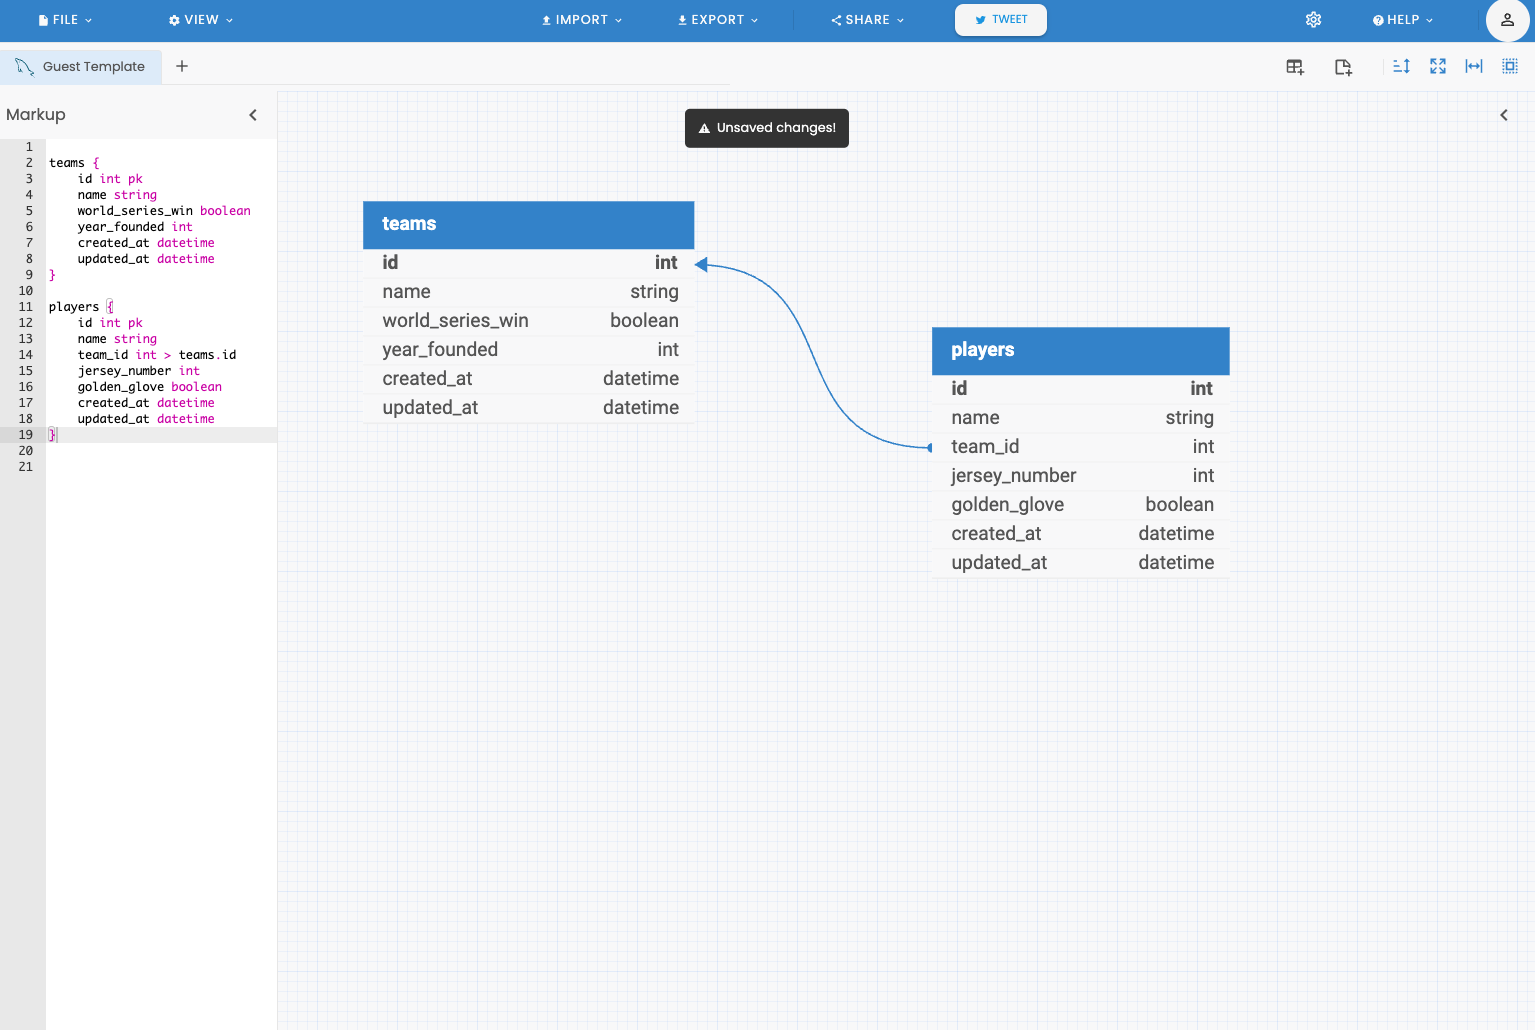 FILE VIEW IMPORT EXPORT SHARE TWEET HELP
Guest Template
Markup
Unsaved changes!
1
2 teams {
3 id int pk
4 name string
5 world_series_win boolean
6 year_founded int
7 created_at datetime
8 updated_at datetime
9 }
10
11 players {
12 id int pk
13 name string
14 team_id int > teams.id
15 jersey_number int
16 golden_glove boolean
17 created_at datetime
18 updated_at datetime
19 }
20
21
teams
id int
name string
world_series_win boolean
year_founded int
created_at datetime
updated_at datetime
players
id int
name string
team_id int
jersey_number int
golden_glove boolean
created_at datetime
updated_at datetime